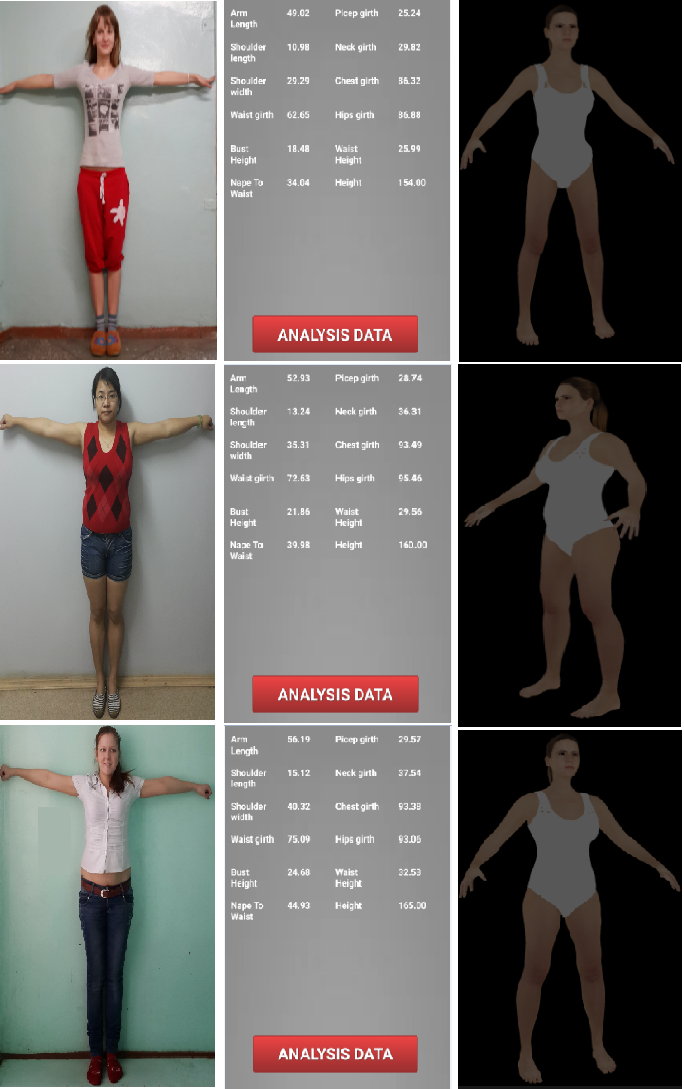 Arm Length 49.02 Picep girth 25.24
Shoulder length 10.98 Neck girth 29.82
Shoulder width 29.29 Chest girth 86.32
Waist girth 62.65 Hips girth 86.88
Bust Height 18.48 Waist Height 25.99
Nape To Waist 34.04 Height 154.00
ANALYSIS DATA
Arm Length 52.93 Picep girth 28.74
Shoulder length 13.24 Neck girth 36.31
Shoulder width 35.31 Chest girth 93.49
Waist girth 72.63 Hips girth 95.46
Bust Height 21.86 Waist Height 29.56
Nape To Waist 39.98 Height 160.00
ANALYSIS DATA
Arm Length 56.19 Picep girth 29.57
Shoulder length 15.12 Neck girth 37.54
Shoulder width 40.32 Chest girth 93.38
Waist girth 75.09 Hips girth 93.06
Bust Height 24.68 Waist Height 32.53
Nape To Waist 44.93 Height 165.00
ANALYSIS DATA